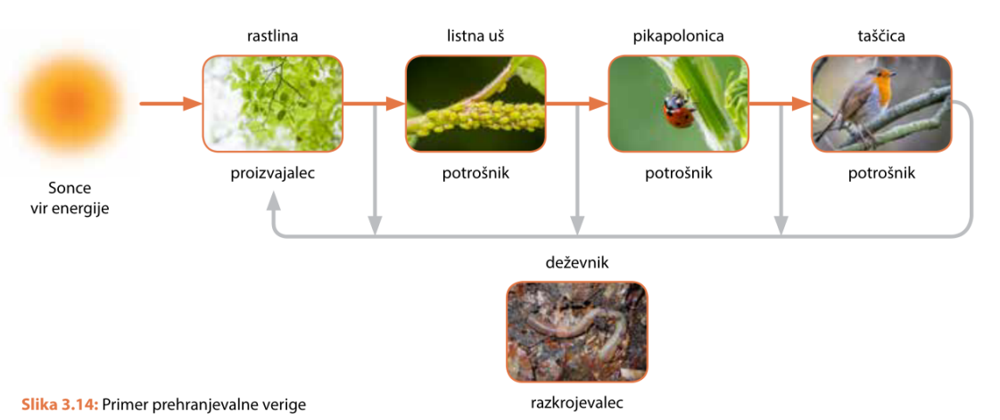 rastlina
listna uš
pikapolonica
taščica
proizvajalec
potrošnik
potrošnik
potrošnik
Sonce
vir energije
deževnik
razkrojevalec
Slika 3.14: Primer prehranjevalne verige